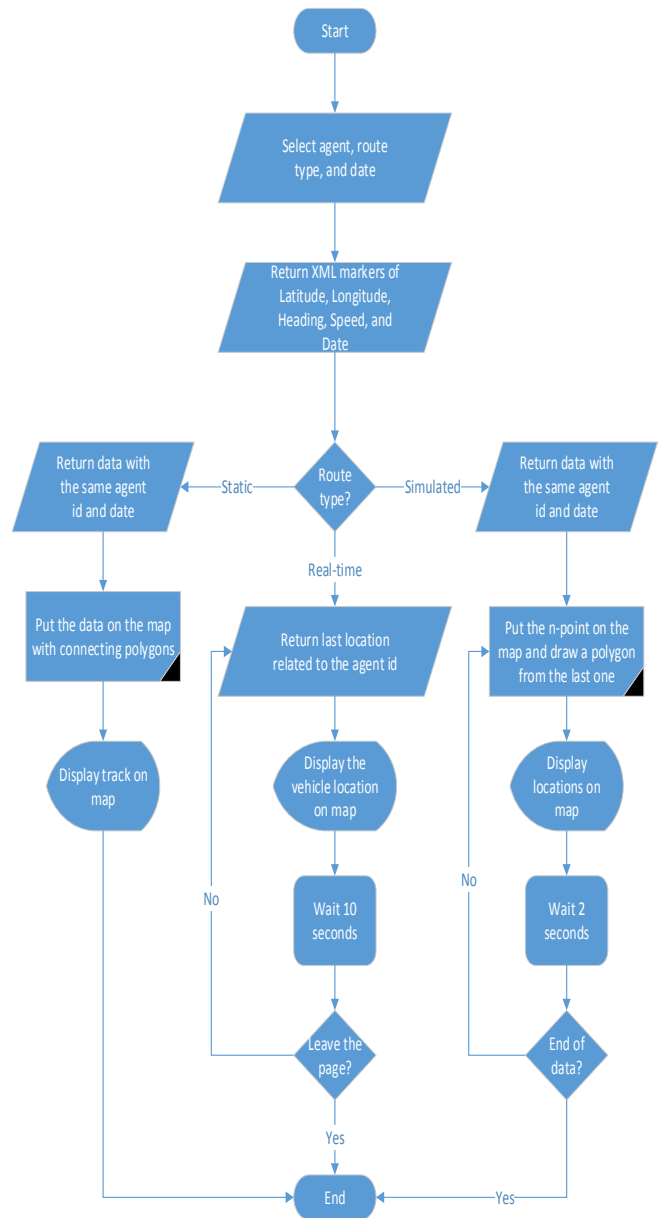 Start
Select agent, route
type, and date
Return XML markers of
Latitude, Longitude,
Heading, Speed, and
Date
Route
type?
Static
Simulated
Real-time
Return data with
the same agent
id and date
Put the data on the map
with connecting polygons
Display track on
map
Return last location
related to the agent id
Display the
vehicle location
on map
Wait 10
seconds
Leave the
page?
No
Yes
Return data with
the same agent
id and date
Put the n-point on the
map and draw a polygon
from the last one
Display
locations on
map
Wait 2
seconds
End of
data?
No
Yes
End